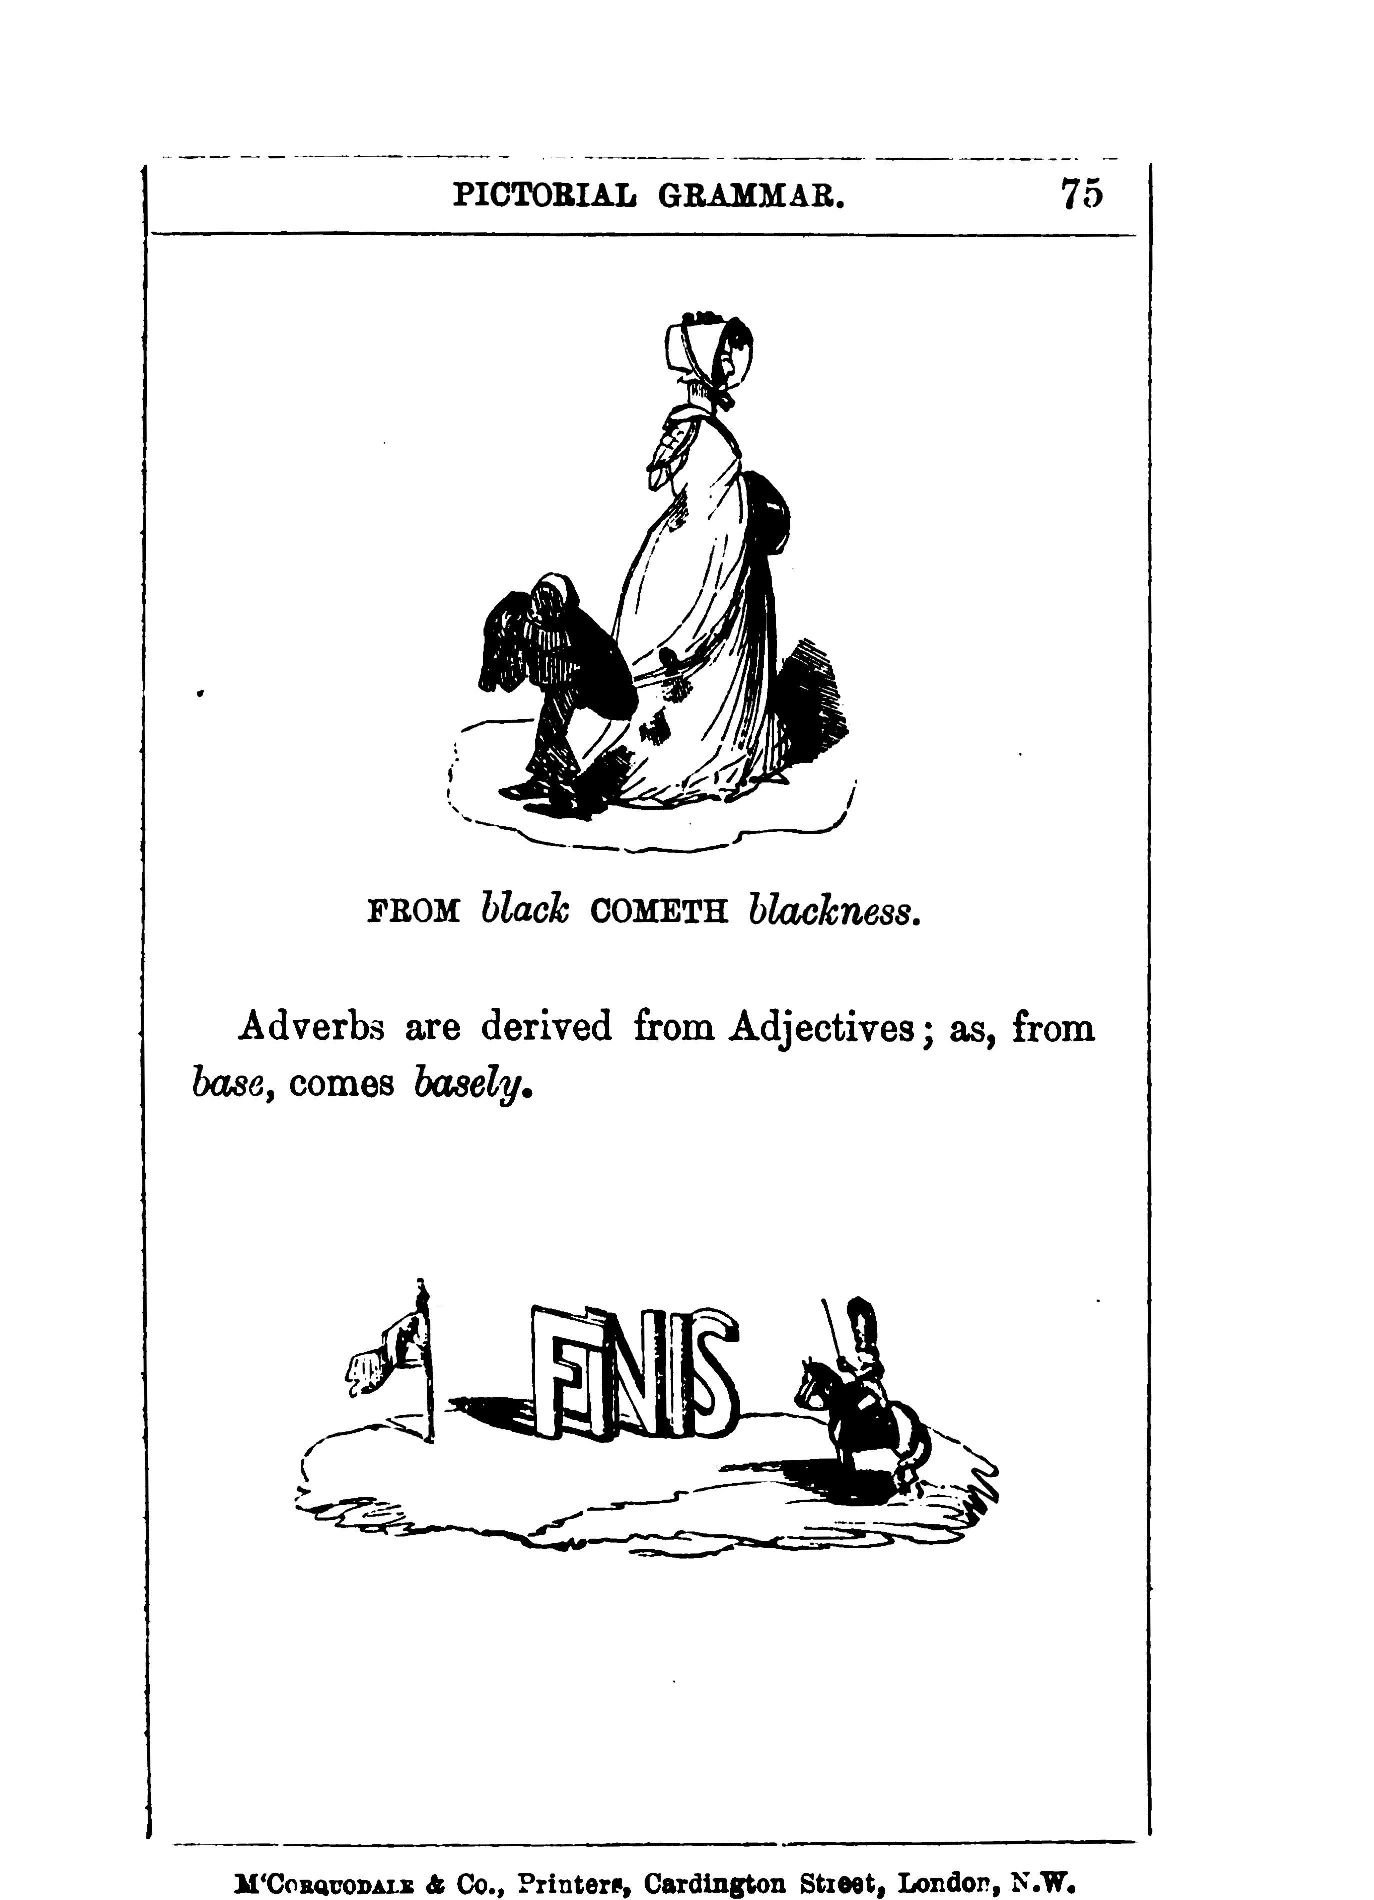 PICTORIAL GRAMMAR. 75
FROM black COMETH blackness.
Adverbs are derived from Adjectives; as, from
base, comes basely.
FINIS
M'CORQUODALE & Co., Printers, Cardington Street, London, N.W.